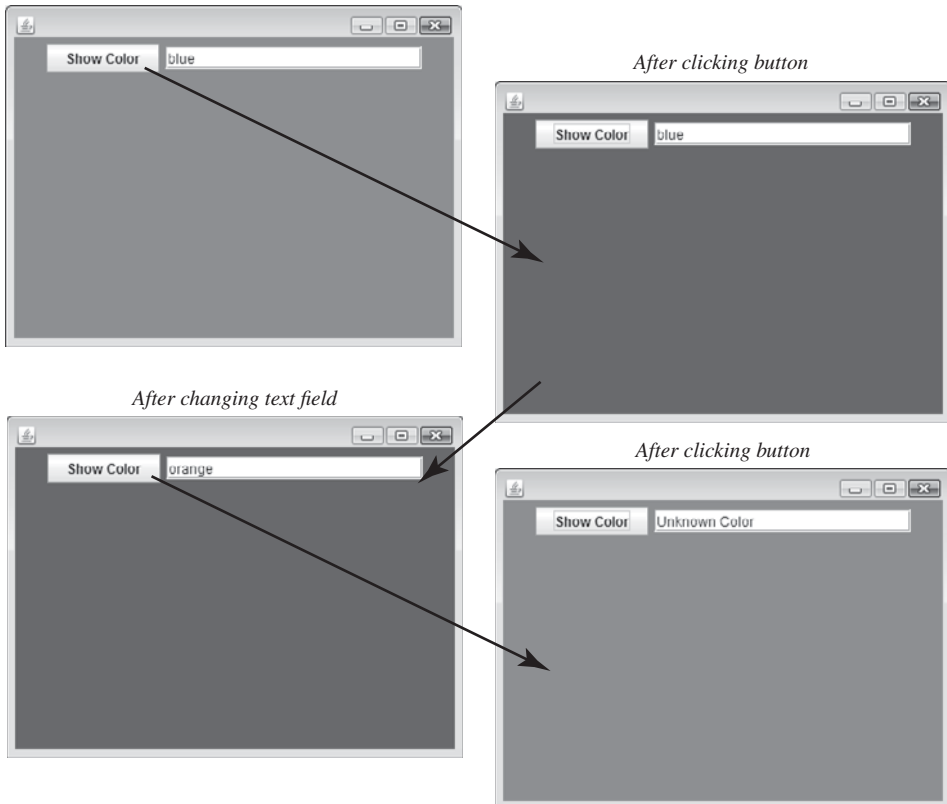 Show Color blue
After clicking button
Show Color blue
After changing text field
Show Color orange
After clicking button
Show Color Unknown Color